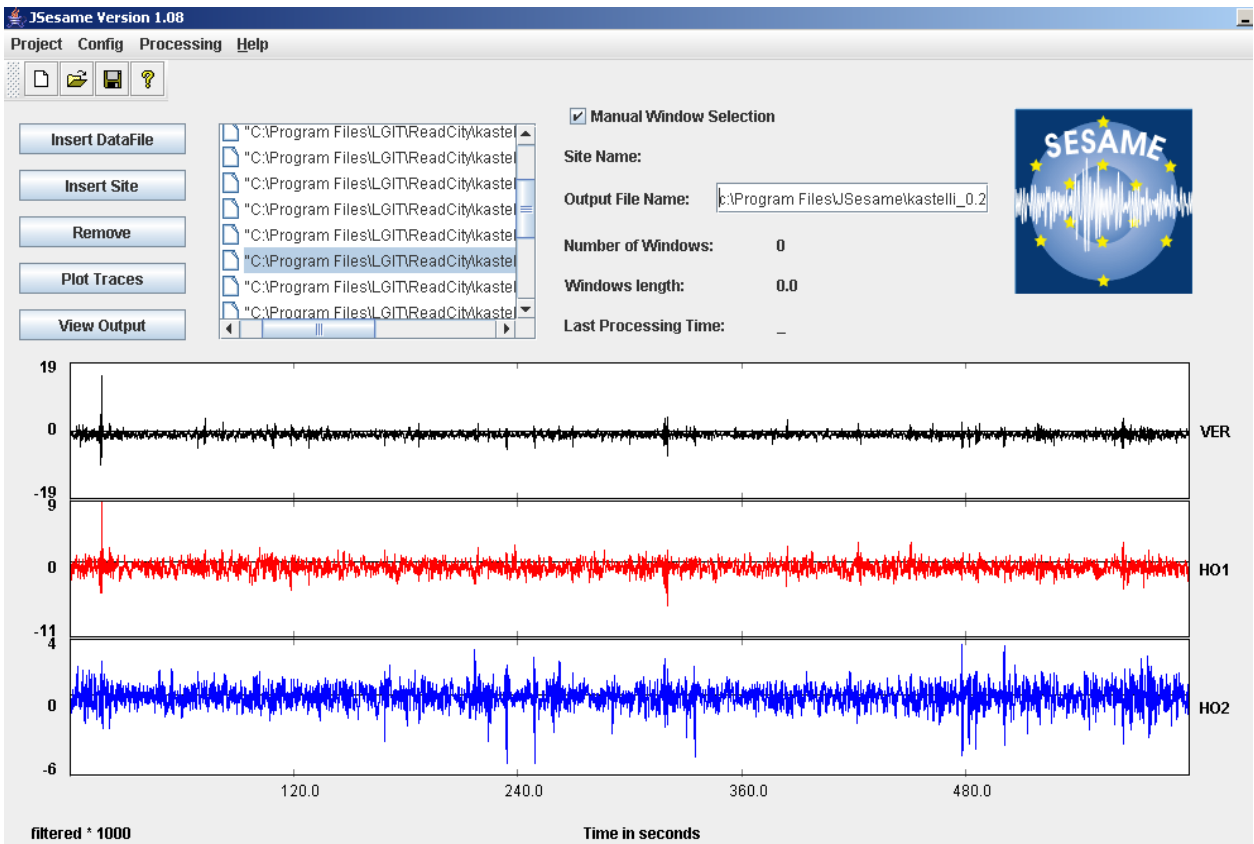 JSesame Version 1.08
Project Config Processing Help
Insert DataFile
Insert Site
Remove
Plot Traces
View Output
"C:\Program Files\LGIT\ReadCity\kastel
"C:\Program Files\LGIT\ReadCity\kastel
"C:\Program Files\LGIT\ReadCity\kastel
"C:\Program Files\LGIT\ReadCity\kastel
"C:\Program Files\LGIT\ReadCity\kastel
"C:\Program Files\LGIT\ReadCity\kastel
"C:\Program Files\LGIT\ReadCity\kastel
"C:\Program Files\LGIT\ReadCity\kastel
Manual Window Selection
Site Name:
Output File Name: c:\Program Files\JSesame\kastelli_0.2
Number of Windows: 0
Windows length: 0.0
Last Processing Time: _
SESAME
19
0
-19
VER
9
0
-11
HO1
4
0
-6
HO2
120.0 240.0 360.0 480.0
filtered * 1000 Time in seconds